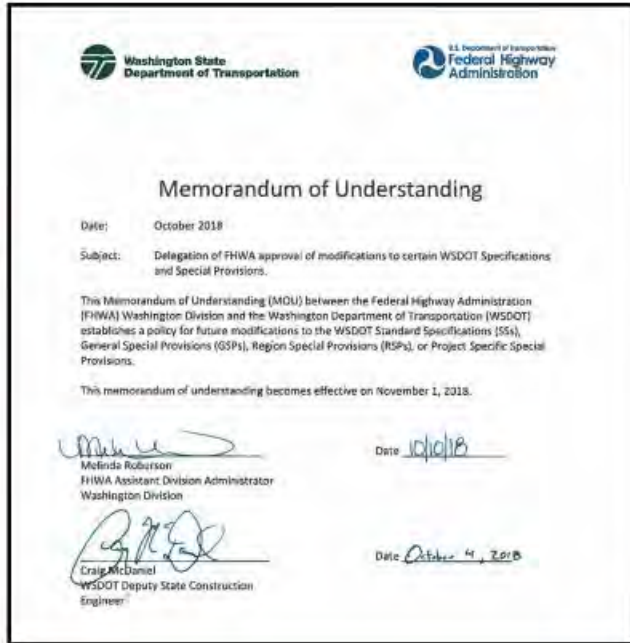 Washington State
Department of Transportation
U.S. Department of Transportation
Federal Highway
Administration
Memorandum of Understanding
Date: October 2018
Subject: Delegation of FHWA approval of modifications to certain WSDOT Specifications
and Special Provisions.
This Memorandum of Understanding (MOU) between the Federal Highway Administration
(FHWA) Washington Division and the Washington Department of Transportation (WSDOT)
establishes a policy for future modifications to the WSDOT Standard Specifications (SSs),
General Special Provisions (GSPs), Region Special Provisions (RSPs), or Project Specific Special
Provisions.
This memorandum of understanding becomes effective on November 1, 2018.
Date 10/10/18
Melinda Roberson
FHWA Assistant Division Administrator
Washington Division
Date October 4, 2018
Craig McDaniel
WSDOT Deputy State Construction
Engineer